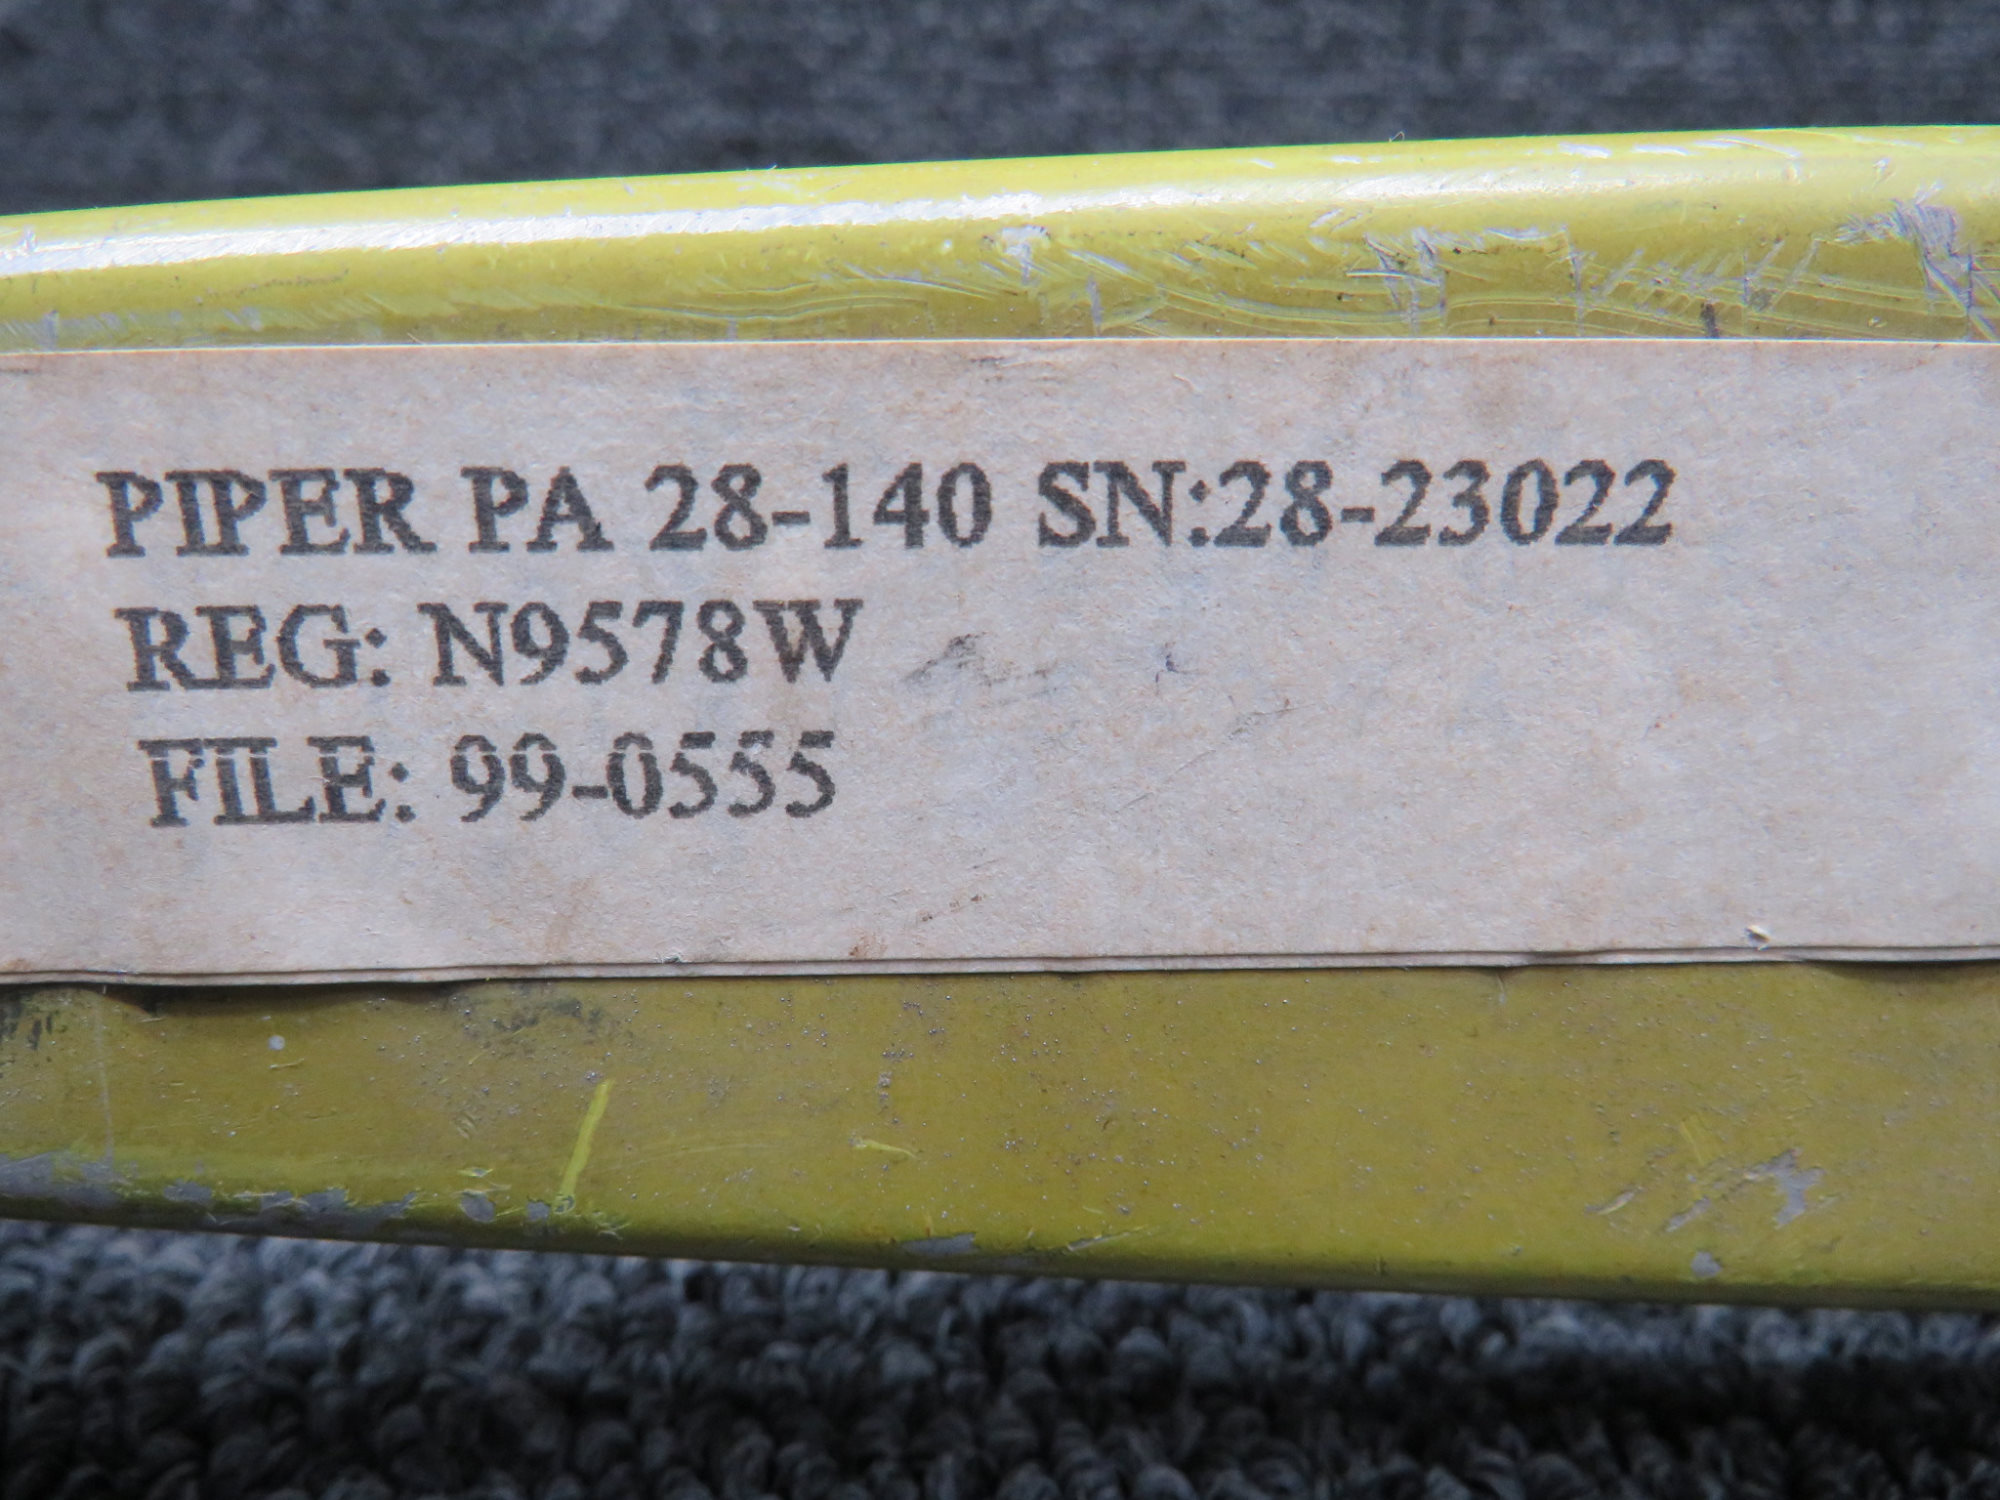 PIPER PA 28-140 SN:28-23022
REG: N9578W
FILE: 99-0555